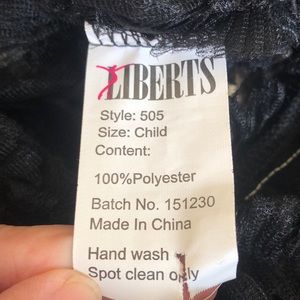 LIBERTS
Style: 505
Size: Child
Content:
100%Polyester
Batch No. 151230
Made In China
Hand wash
Spot clean only